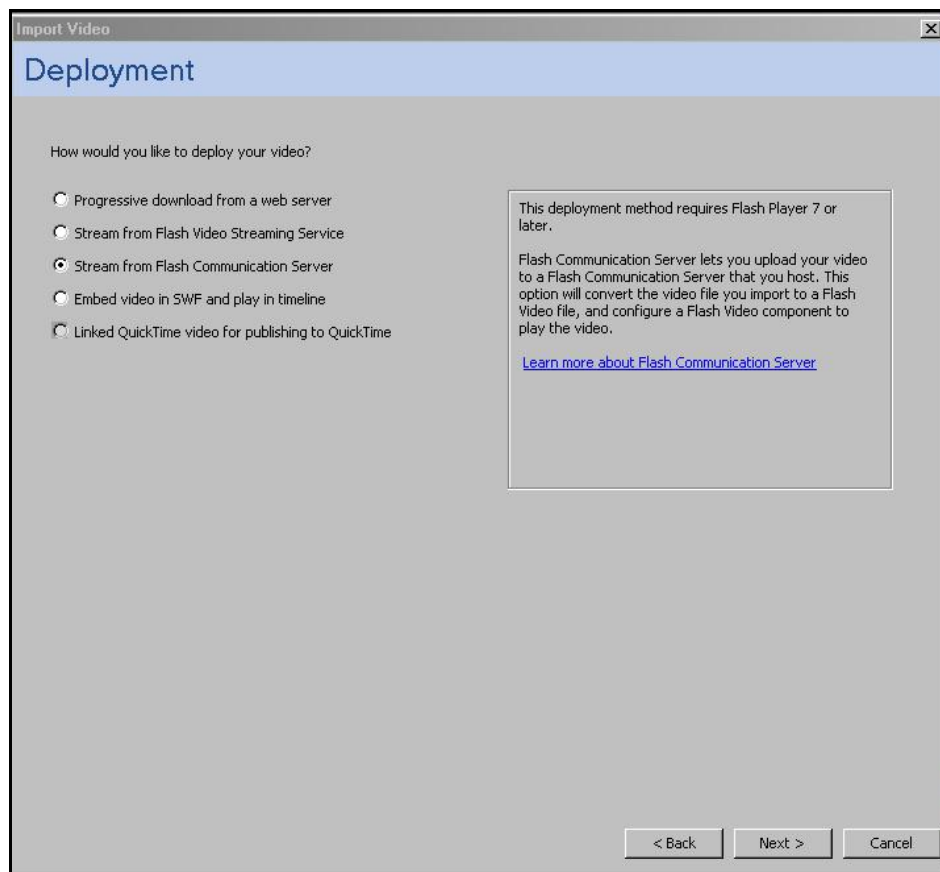 Import Video
Deployment
How would you like to deploy your video?
Progressive download from a web server
Stream from Flash Video Streaming Service
Stream from Flash Communication Server
Embed video in SWF and play in timeline
Linked QuickTime video for publishing to QuickTime
This deployment method requires Flash Player 7 or
later.
Flash Communication Server lets you upload your video
to a Flash Communication Server that you host. This
option will convert the video file you import to a Flash
Video file, and configure a Flash Video component to
play the video.
Learn more about Flash Communication Server
< Back
Next >
Cancel